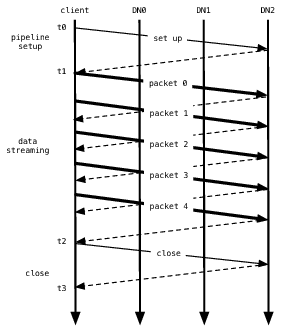 client DN0 DN1 DN2
t0
set up
pipeline
setup
t1
packet 0
packet 1
data
streaming
packet 2
packet 3
packet 4
t2
close
close
t3